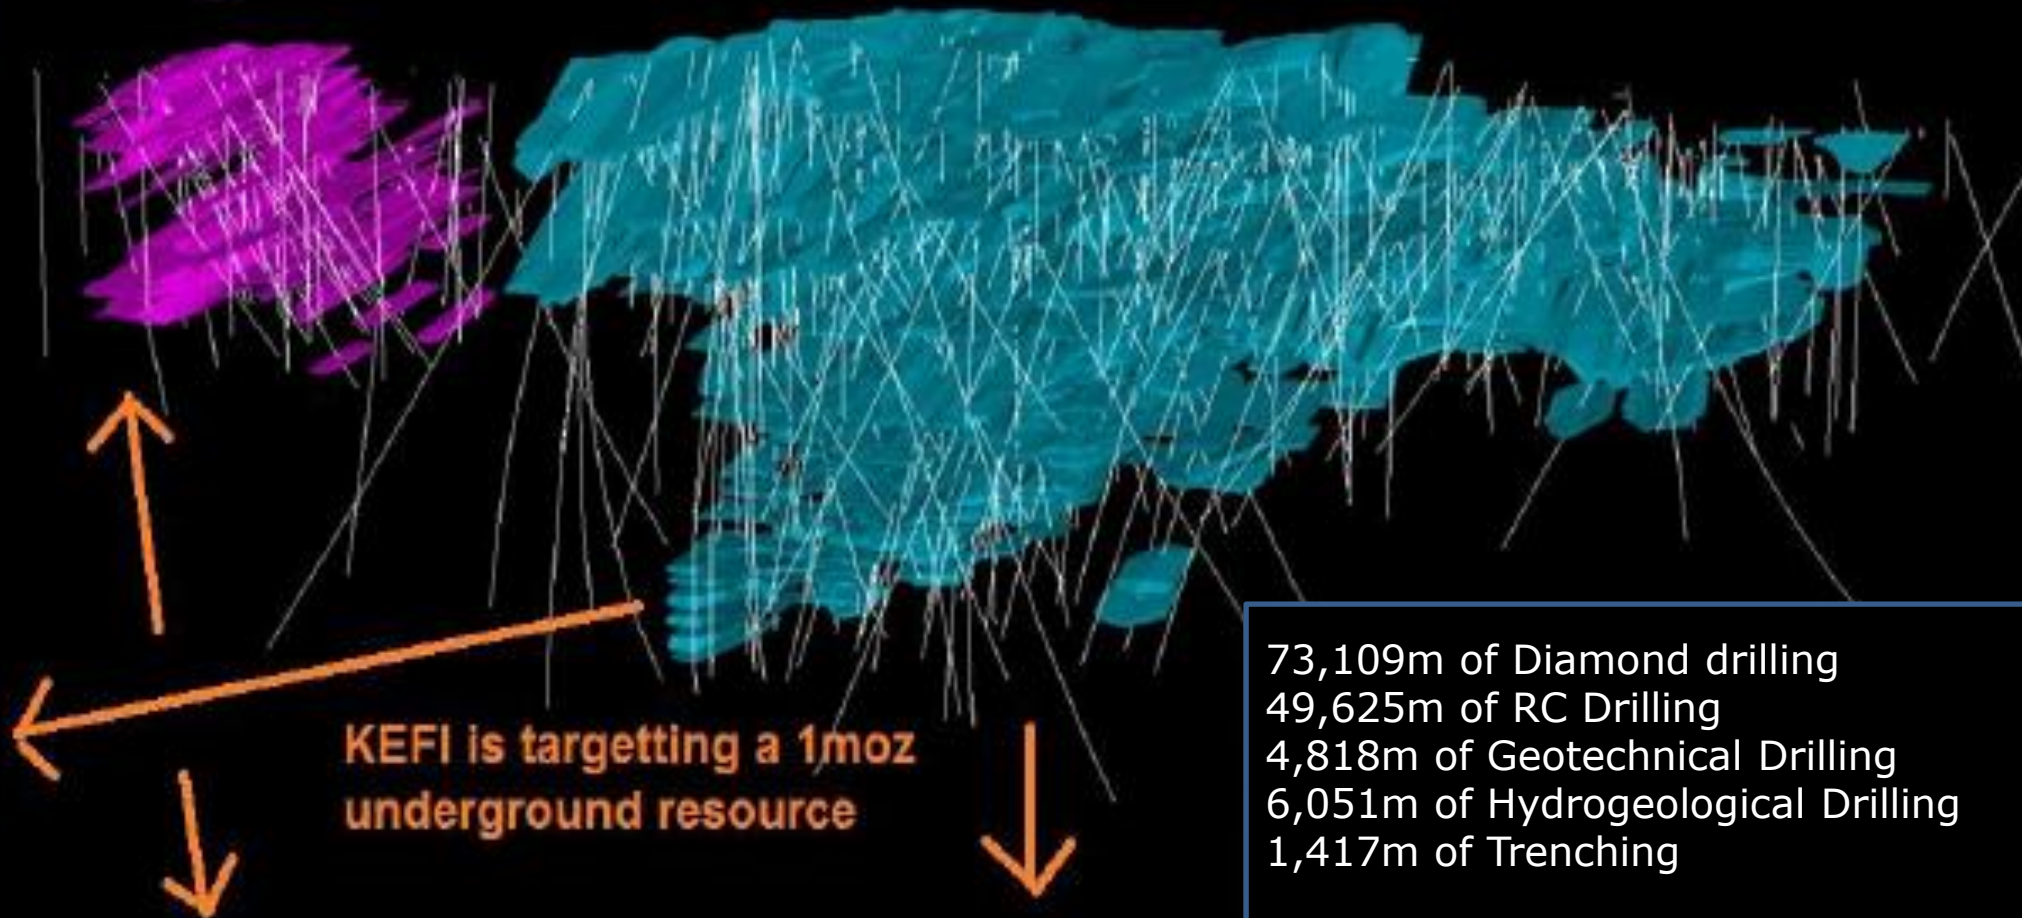 KEFI is targetting a 1moz
underground resource
73,109m of Diamond drilling
49,625m of RC Drilling
4,818m of Geotechnical Drilling
6,051m of Hydrogeological Drilling
1,417m of Trenching